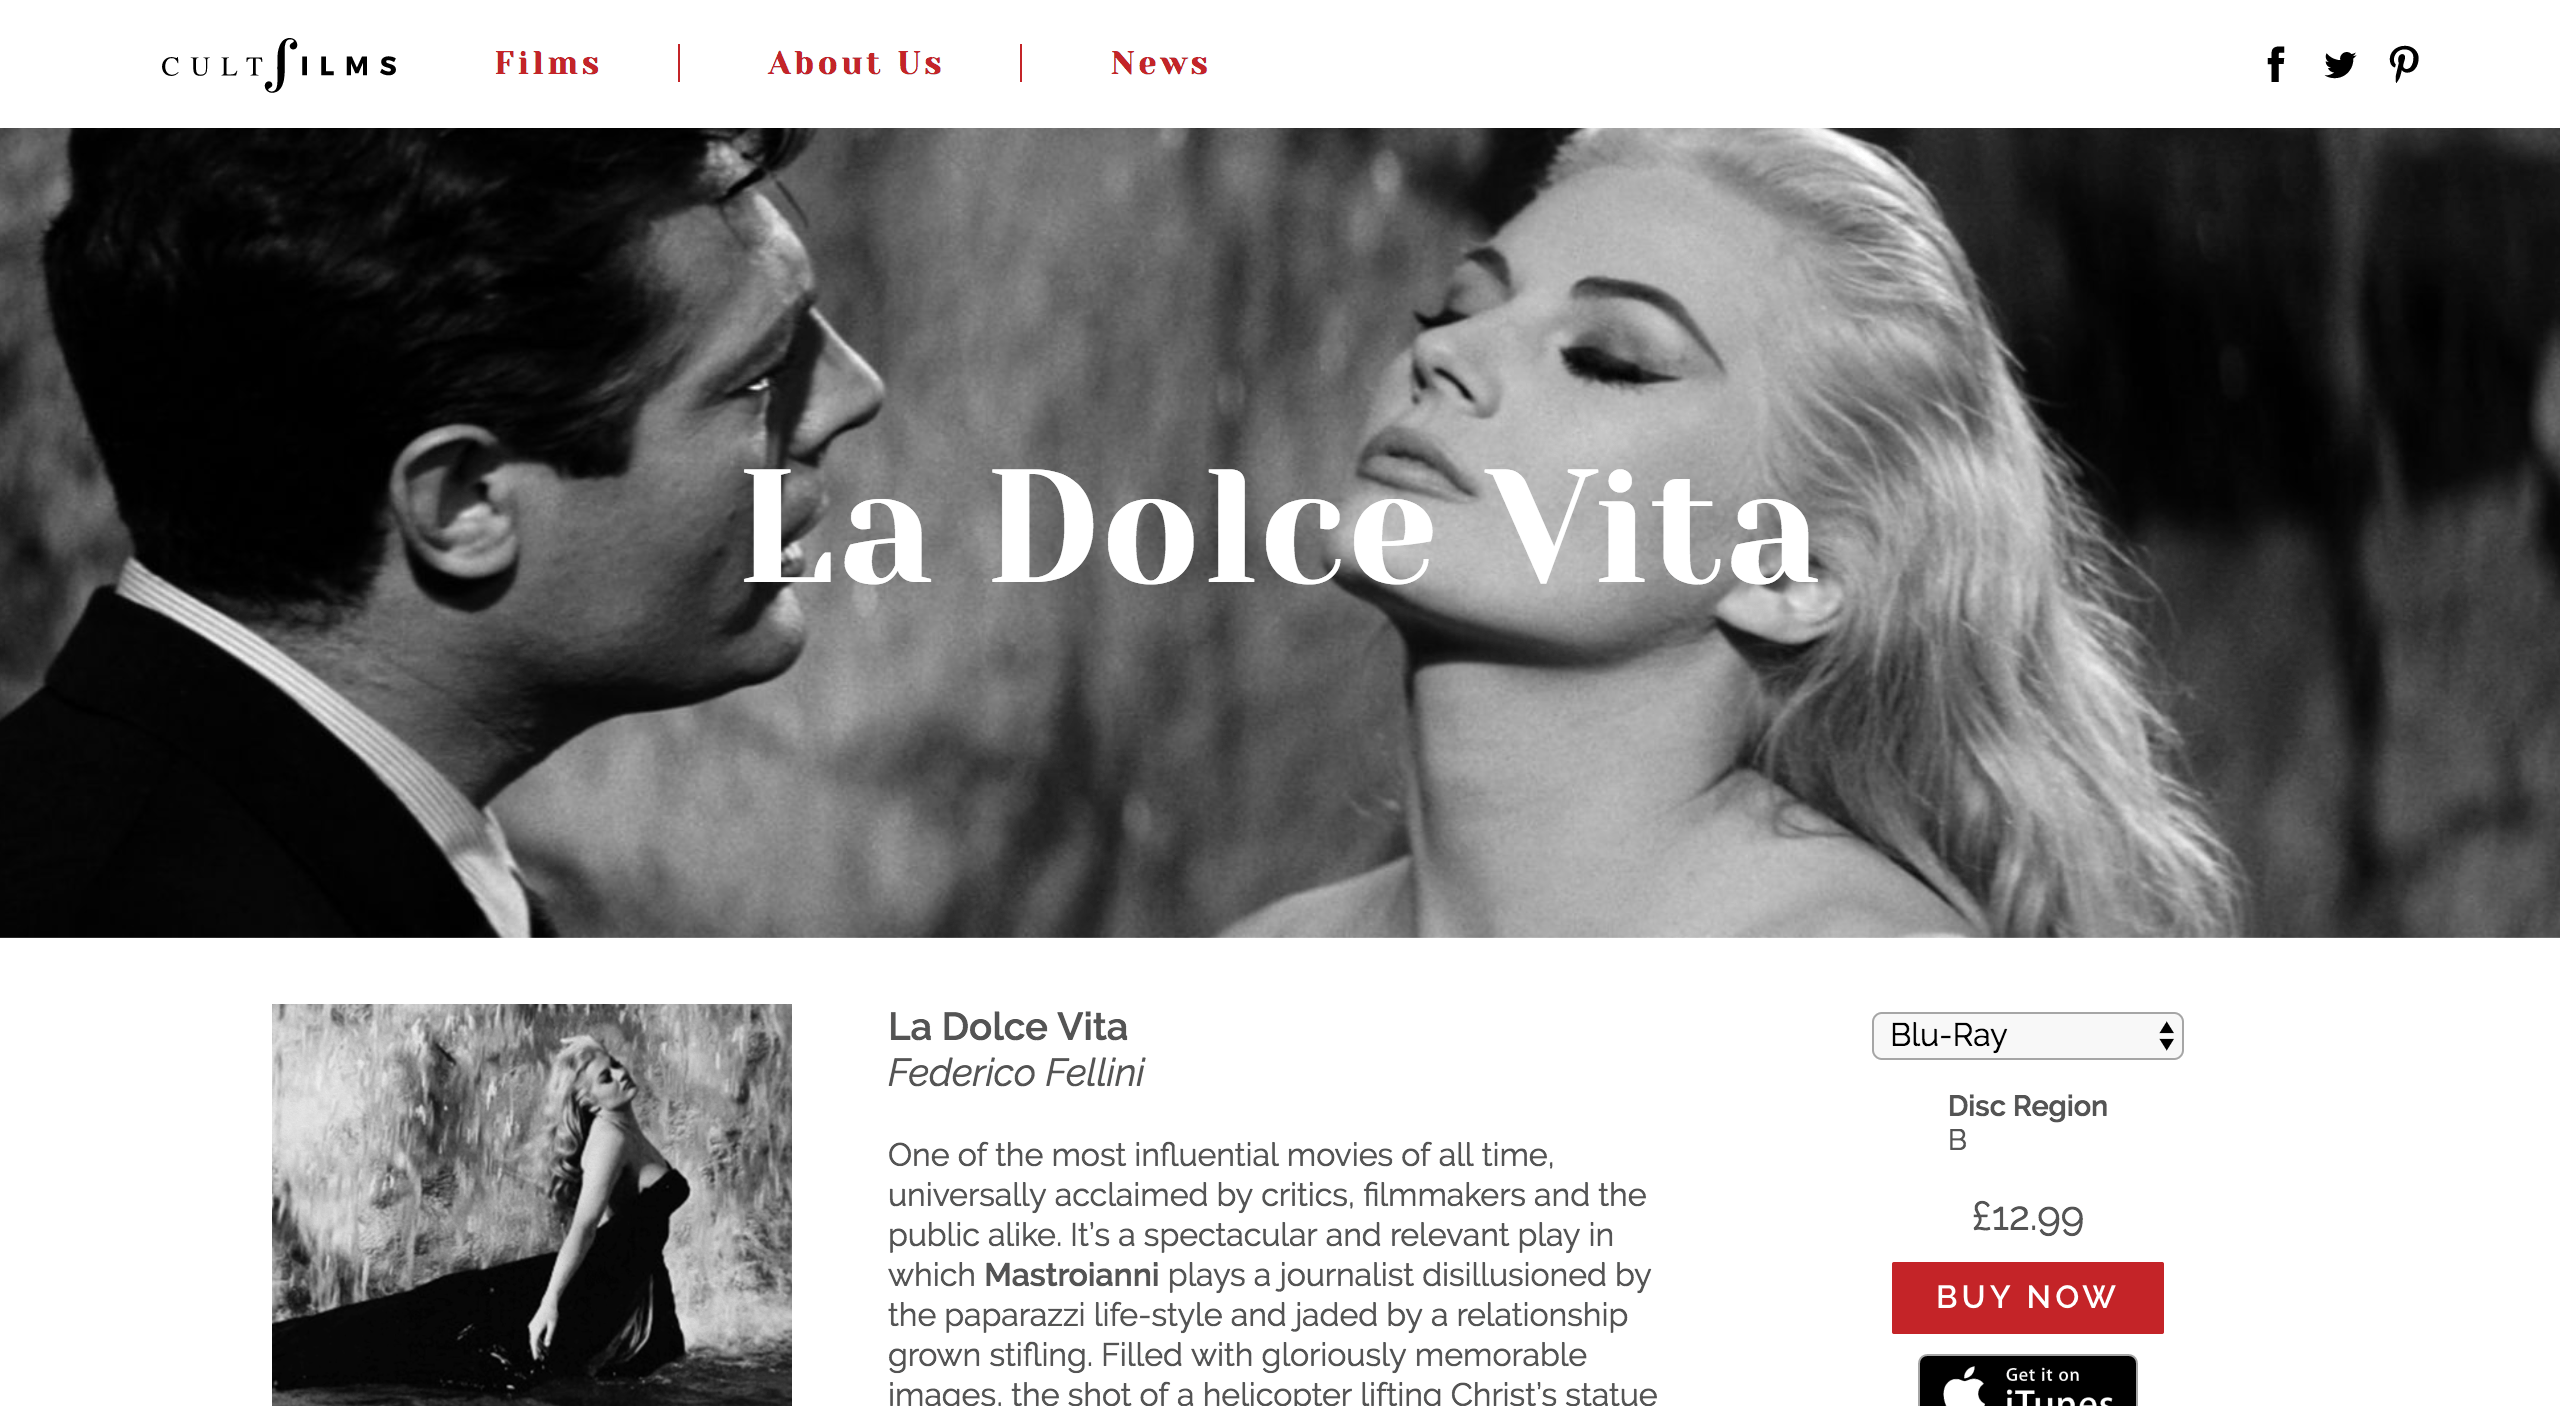 CULTFILMS
Films
About Us
News
La Dolce Vita
La Dolce Vita
Federico Fellini
One of the most influential movies of all time,
universally acclaimed by critics, filmmakers and the
public alike. It’s a spectacular and relevant play in
which Mastroianni plays a journalist disillusioned by
the paparazzi life-style and jaded by a relationship
grown stifling. Filled with gloriously memorable
images, the shot of a helicopter lifting Christ’s statue
Blu-Ray
Disc Region
B
£12.99
BUY NOW
Get it on
iTunes